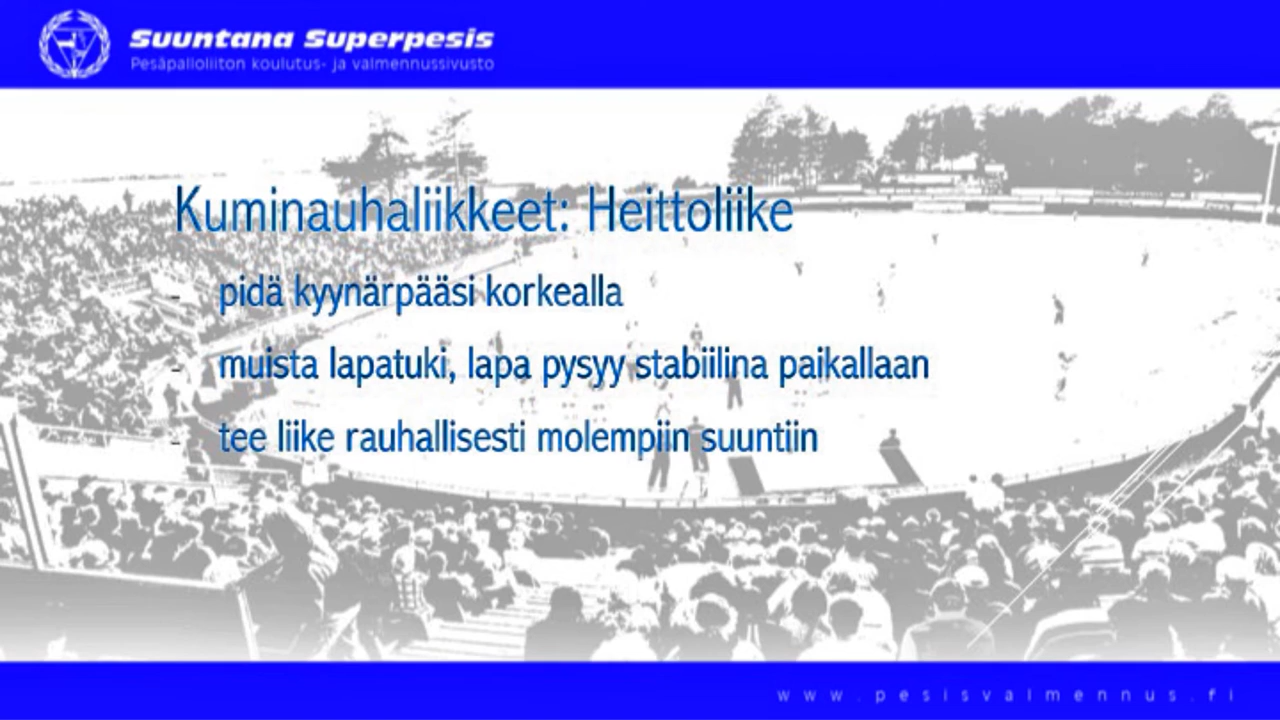 Suuntana Superpesis
Pesäpalloliiton koulutus- ja valmennussivusto
Kuminauhaliikkeet: Heittoliike
- pidä kyynärpääsi korkealla
- muista lapatuki, lapa pysyy stabiilina paikallaan
- tee liike rauhallisesti molempiin suuntiin
www.pesisvalmennus.fi